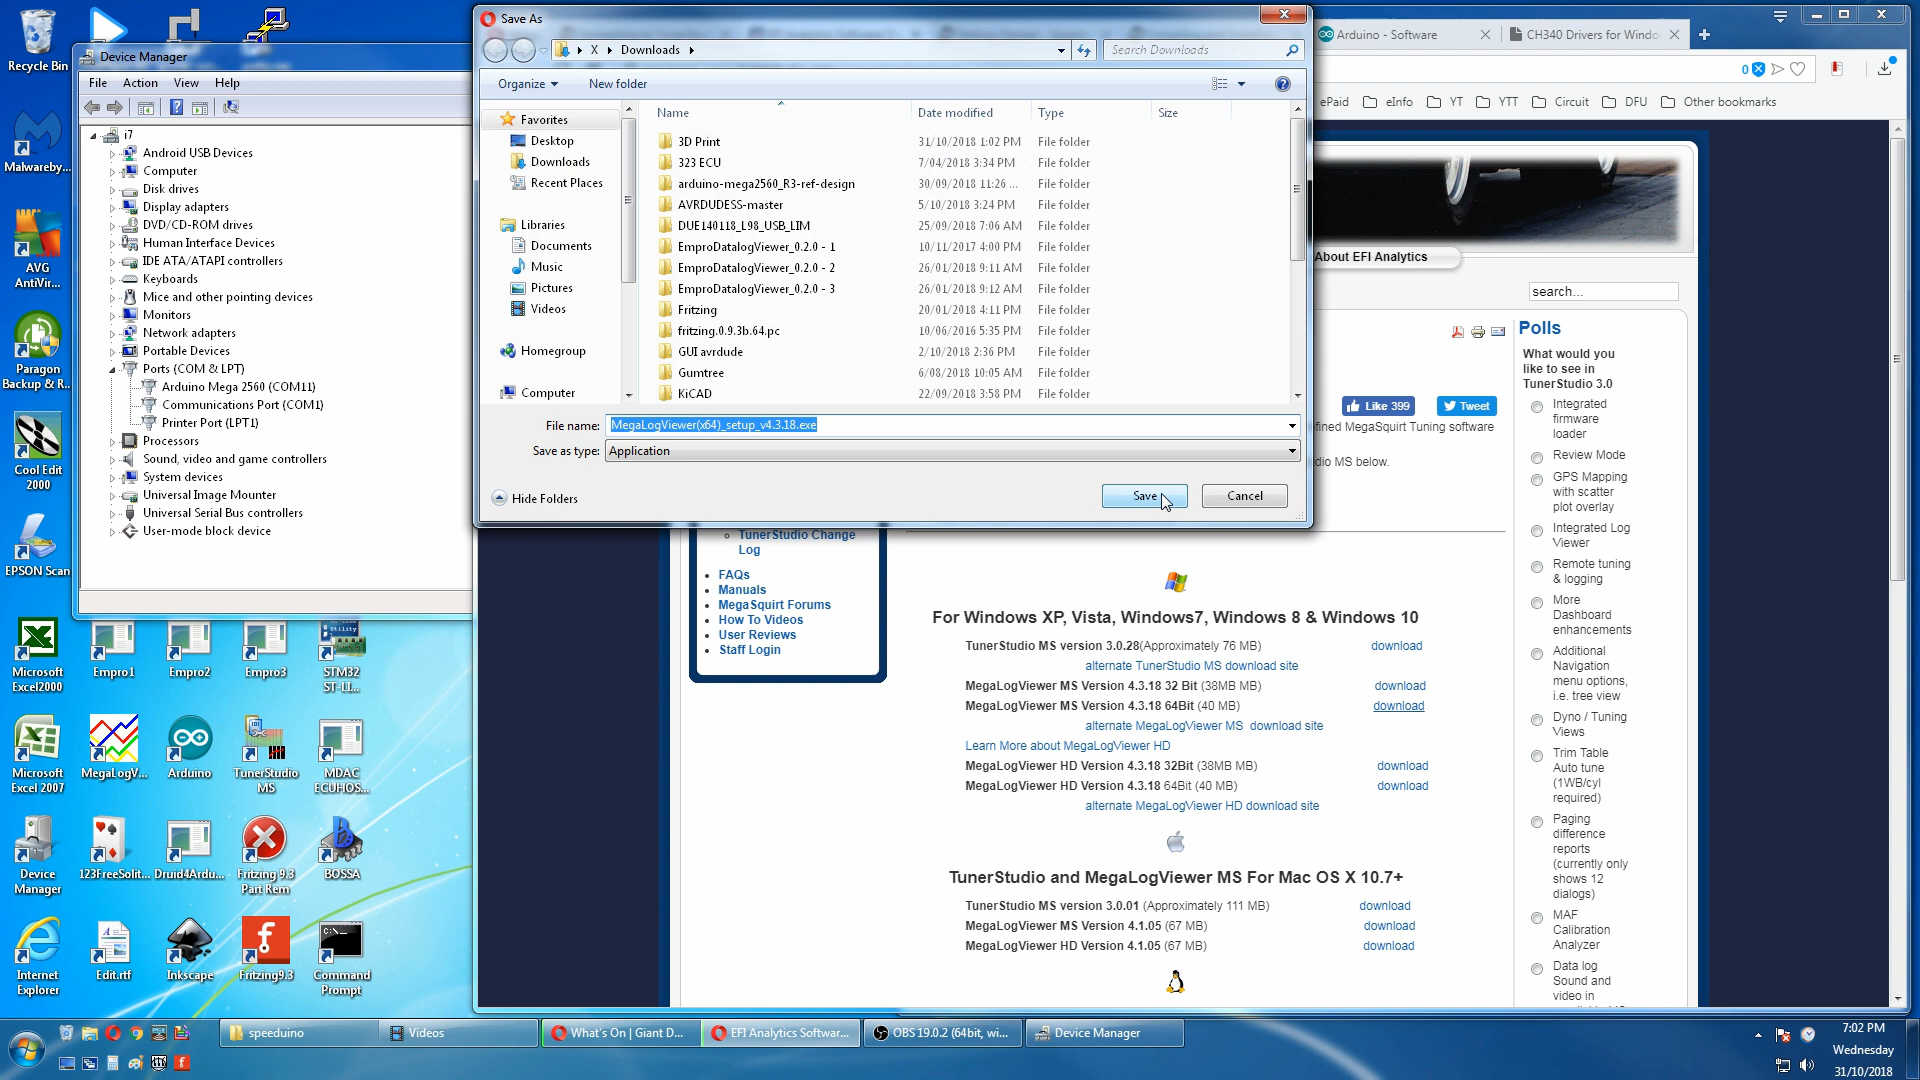 Recycle Bin
Malwareby...
AVG
AntiVir...
Paragon
Backup & R...
Cool Edit
2000
EPSON Scan
Microsoft
Excel2000
Empro1
Empro2
Empro3
STM32
ST-LI...
Microsoft
Excel 2007
MegaLogV...
Arduino
TunerStudio
MS
MDAC
ECUHOS...
Device
Manager
123FreeSolit...
Druid4Ardu...
Fritzing 9.3
Part Rem
BOSSA
Internet
Explorer
Edit.rtf
Inkscape
Fritzing9.3
Command
Prompt
Device Manager
File Action View Help
i7
Android USB Devices
Computer
Disk drives
Display adapters
DVD/CD-ROM drives
Human Interface Devices
IDE ATA/ATAPI controllers
Keyboards
Mice and other pointing devices
Monitors
Network adapters
Portable Devices
Ports (COM & LPT)
Arduino Mega 2560 (COM11)
Communications Port (COM1)
Printer Port (LPT1)
Processors
Sound, video and game controllers
System devices
Universal Image Mounter
Universal Serial Bus controllers
User-mode block device
Save As
X Downloads
Search Downloads
Organize New folder
Favorites
Desktop
Downloads
Recent Places
Libraries
Documents
Music
Pictures
Videos
Homegroup
Computer
Name Date modified Type Size
3D Print 31/10/2018 1:02 PM File folder
323 ECU 7/04/2018 3:34 PM File folder
arduino-mega2560_R3-ref-design 30/09/2018 11:26 ... File folder
AVRDUDESS-master 5/10/2018 3:24 PM File folder
DUE140118_L98_USB_LIM 25/09/2018 7:06 AM File folder
EmproDatalogViewer_0.2.0 - 1 10/11/2017 4:00 PM File folder
EmproDatalogViewer_0.2.0 - 2 26/01/2018 9:11 AM File folder
EmproDatalogViewer_0.2.0 - 3 26/01/2018 9:12 AM File folder
Fritzing 20/01/2018 4:11 PM File folder
fritzing.0.9.3b.64.pc 10/06/2016 5:35 PM File folder
GUI avrdude 2/10/2018 2:36 PM File folder
Gumtree 6/08/2018 10:05 AM File folder
KiCAD 22/09/2018 3:58 PM File folder
File name: MegaLogViewer(x64)_setup_v4.3.18.exe
Save as type: Application
Hide Folders
Save Cancel
Arduino - Software
CH340 Drivers for Windo
0
ePaid eInfo YT YTT Circuit DFU Other bookmarks
About EFI Analytics
search...
Like 399 Tweet
fined MegaSquirt Tuning software
dio MS below.
TunerStudio Change
Log
FAQs
Manuals
MegaSquirt Forums
How To Videos
User Reviews
Staff Login
For Windows XP, Vista, Windows7, Windows 8 & Windows 10
TunerStudio MS version 3.0.28(Approximately 76 MB) download
alternate TunerStudio MS download site
MegaLogViewer MS Version 4.3.18 32 Bit (38MB MB) download
MegaLogViewer MS Version 4.3.18 64Bit (40 MB) download
alternate MegaLogViewer MS download site
Learn More about MegaLogViewer HD
MegaLogViewer HD Version 4.3.18 32Bit (38MB MB) download
MegaLogViewer HD Version 4.3.18 64Bit (40 MB) download
alternate MegaLogViewer HD download site
TunerStudio and MegaLogViewer MS For Mac OS X 10.7+
TunerStudio MS version 3.0.01 (Approximately 111 MB) download
MegaLogViewer MS Version 4.1.05 (67 MB) download
MegaLogViewer HD Version 4.1.05 (67 MB) download
Polls
What would you
like to see in
TunerStudio 3.0
Integrated
firmware
loader
Review Mode
GPS Mapping
with scatter
plot overlay
Integrated Log
Viewer
Remote tuning
& logging
More
Dashboard
enhancements
Additional
Navigation
menu options,
i.e. tree view
Dyno / Tuning
Views
Trim Table
Auto tune
(1WB/cyl
required)
Paging
difference
reports
(currently only
shows 12
dialogs)
MAF
Calibration
Analyzer
Data log
Sound and
video in
speeduino
Videos
What's On | Giant D...
EFI Analytics Softwar...
OBS 19.0.2 (64bit, wi...
Device Manager
7:02 PM
Wednesday
31/10/2018